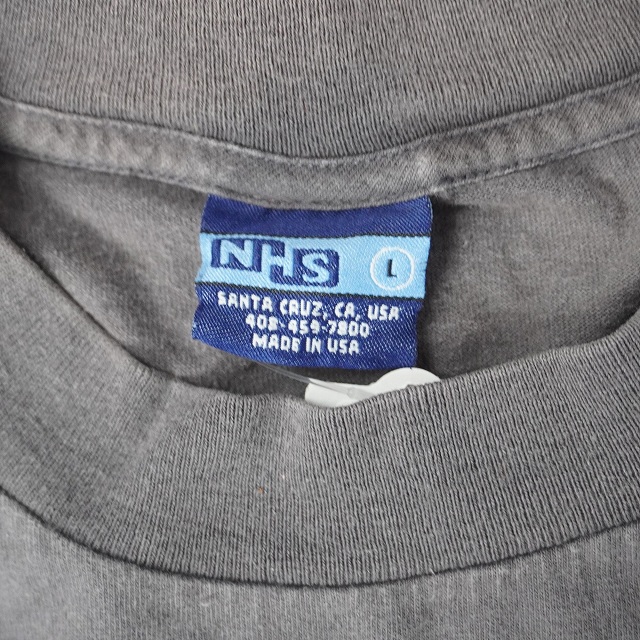 NHS L
SANTA CRUZ, CA, USA
408-459-7800
MADE IN USA